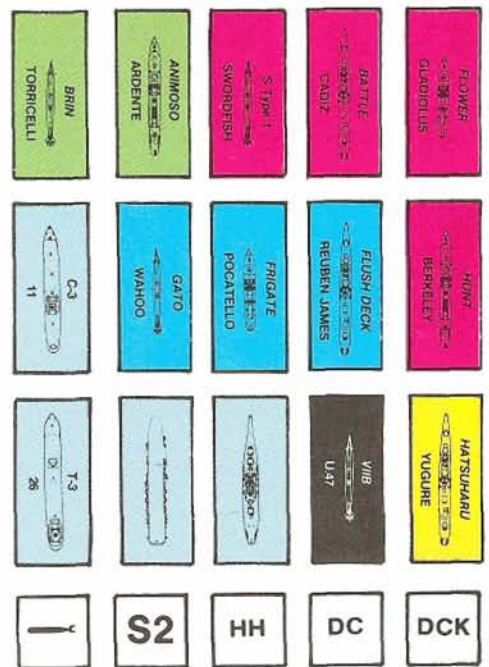 BRIN
TORRICELLI
ANIMOSO
ARDENTE
S Type 1
SWORDFISH
BATTLE
CADIZ
FLOWER
GLADIOLUS
C-3
11
GATO
WAHOO
FRIGATE
POCATELLO
FLUSH DECK
REUBEN JAMES
HUNT
BERKELEY
T-3
26
VIIB
U.47
HATSUHARU
YUGURE
S2
HH
DC
DCK